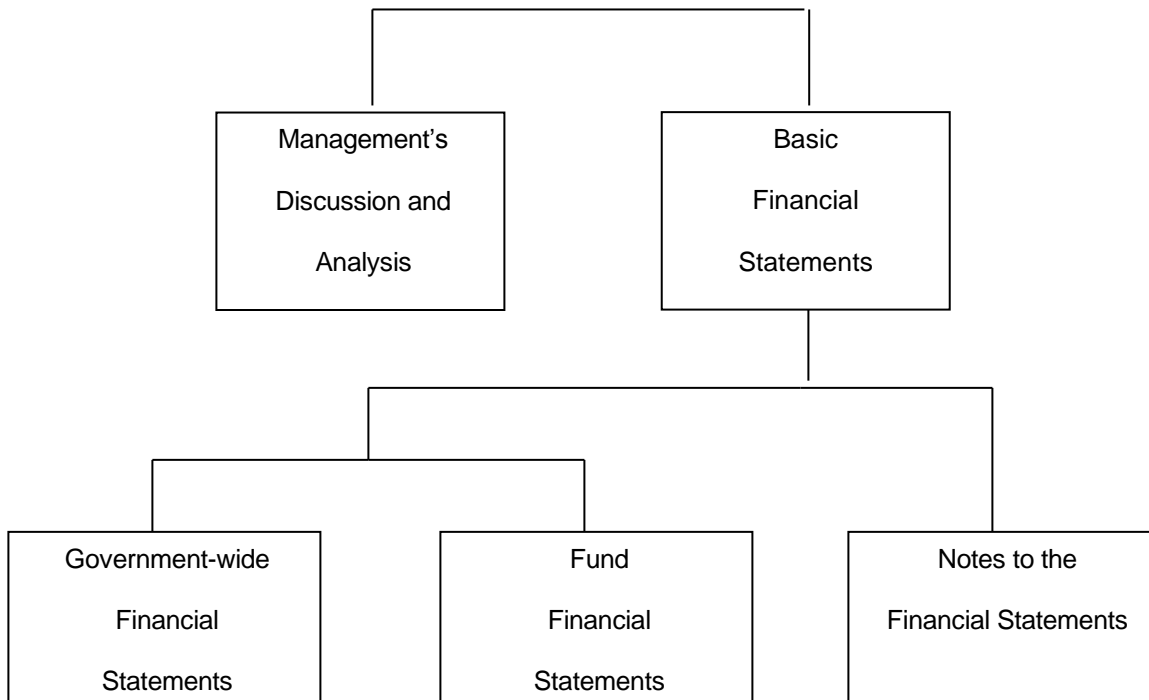 Management’s
Discussion and
Analysis
Basic
Financial
Statements
Government-wide
Financial
Statements
Fund
Financial
Statements
Notes to the
Financial Statements